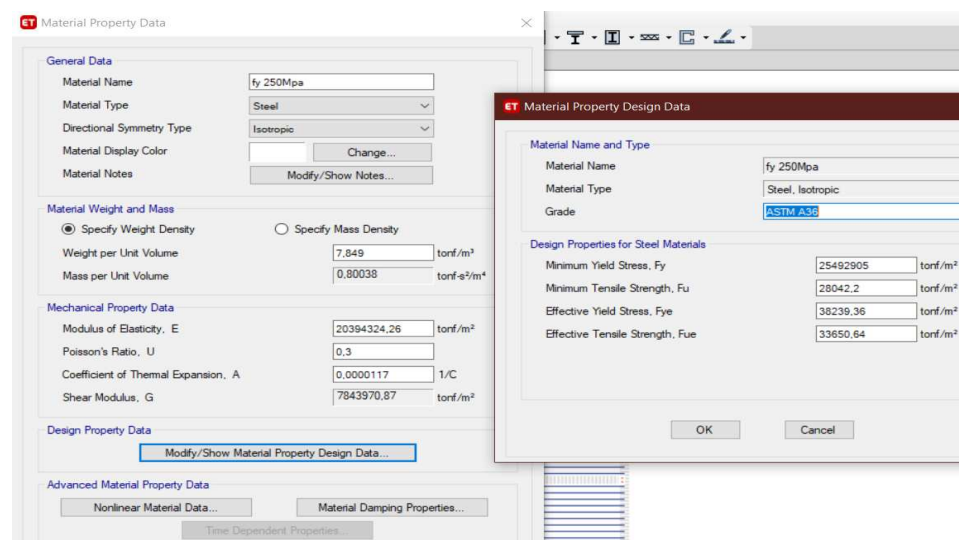 ET Material Property Data
General Data
Material Name fy 250Mpa
Material Type Steel
Directional Symmetry Type Isotropic
Material Display Color Change...
Material Notes Modify/Show Notes...
Material Weight and Mass
Specify Weight Density Specify Mass Density
Weight per Unit Volume 7,849 tonf/m³
Mass per Unit Volume 0,80038 tonf-s²/m⁴
Mechanical Property Data
Modulus of Elasticity, E 20394324,26 tonf/m²
Poisson's Ratio, U 0,3
Coefficient of Thermal Expansion, A 0,0000117 1/C
Shear Modulus, G 7843970,87 tonf/m²
Design Property Data
Modify/Show Material Property Design Data...
Advanced Material Property Data
Nonlinear Material Data... Material Damping Properties...
Time Dependent Properties...
ET Material Property Design Data
Material Name and Type
Material Name fy 250Mpa
Material Type Steel, Isotropic
Grade ASTM A36
Design Properties for Steel Materials
Minimum Yield Stress, Fy 25492905 tonf/m²
Minimum Tensile Strength, Fu 28042,2 tonf/m²
Effective Yield Stress, Fye 38239,36 tonf/m²
Effective Tensile Strength, Fue 33650,64 tonf/m²
OK Cancel